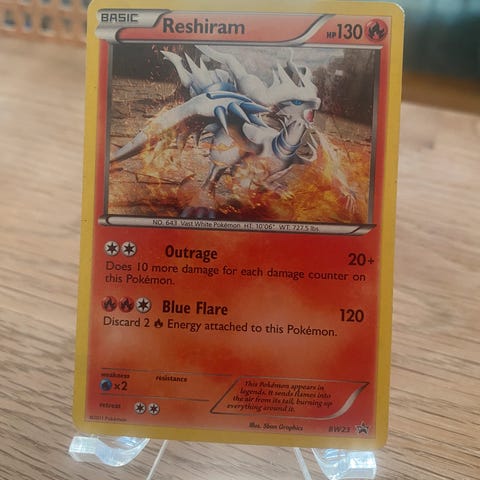 BASIC
Reshiram
HP130
NO. 643 Vast White Pokémon HT. 10'06" WT. 727.5 lbs.
Outrage 20+
Does 10 more damage for each damage counter on
this Pokémon.
Blue Flare 120
Discard 2 Energy attached to this Pokémon.
weakness resistance
x2
This Pokémon appears in
legends. It sends flames into
the air from its tail, burning up
everything around it.
retreat
©2011 Pokémon
Illus. 5ban Graphics
BW23